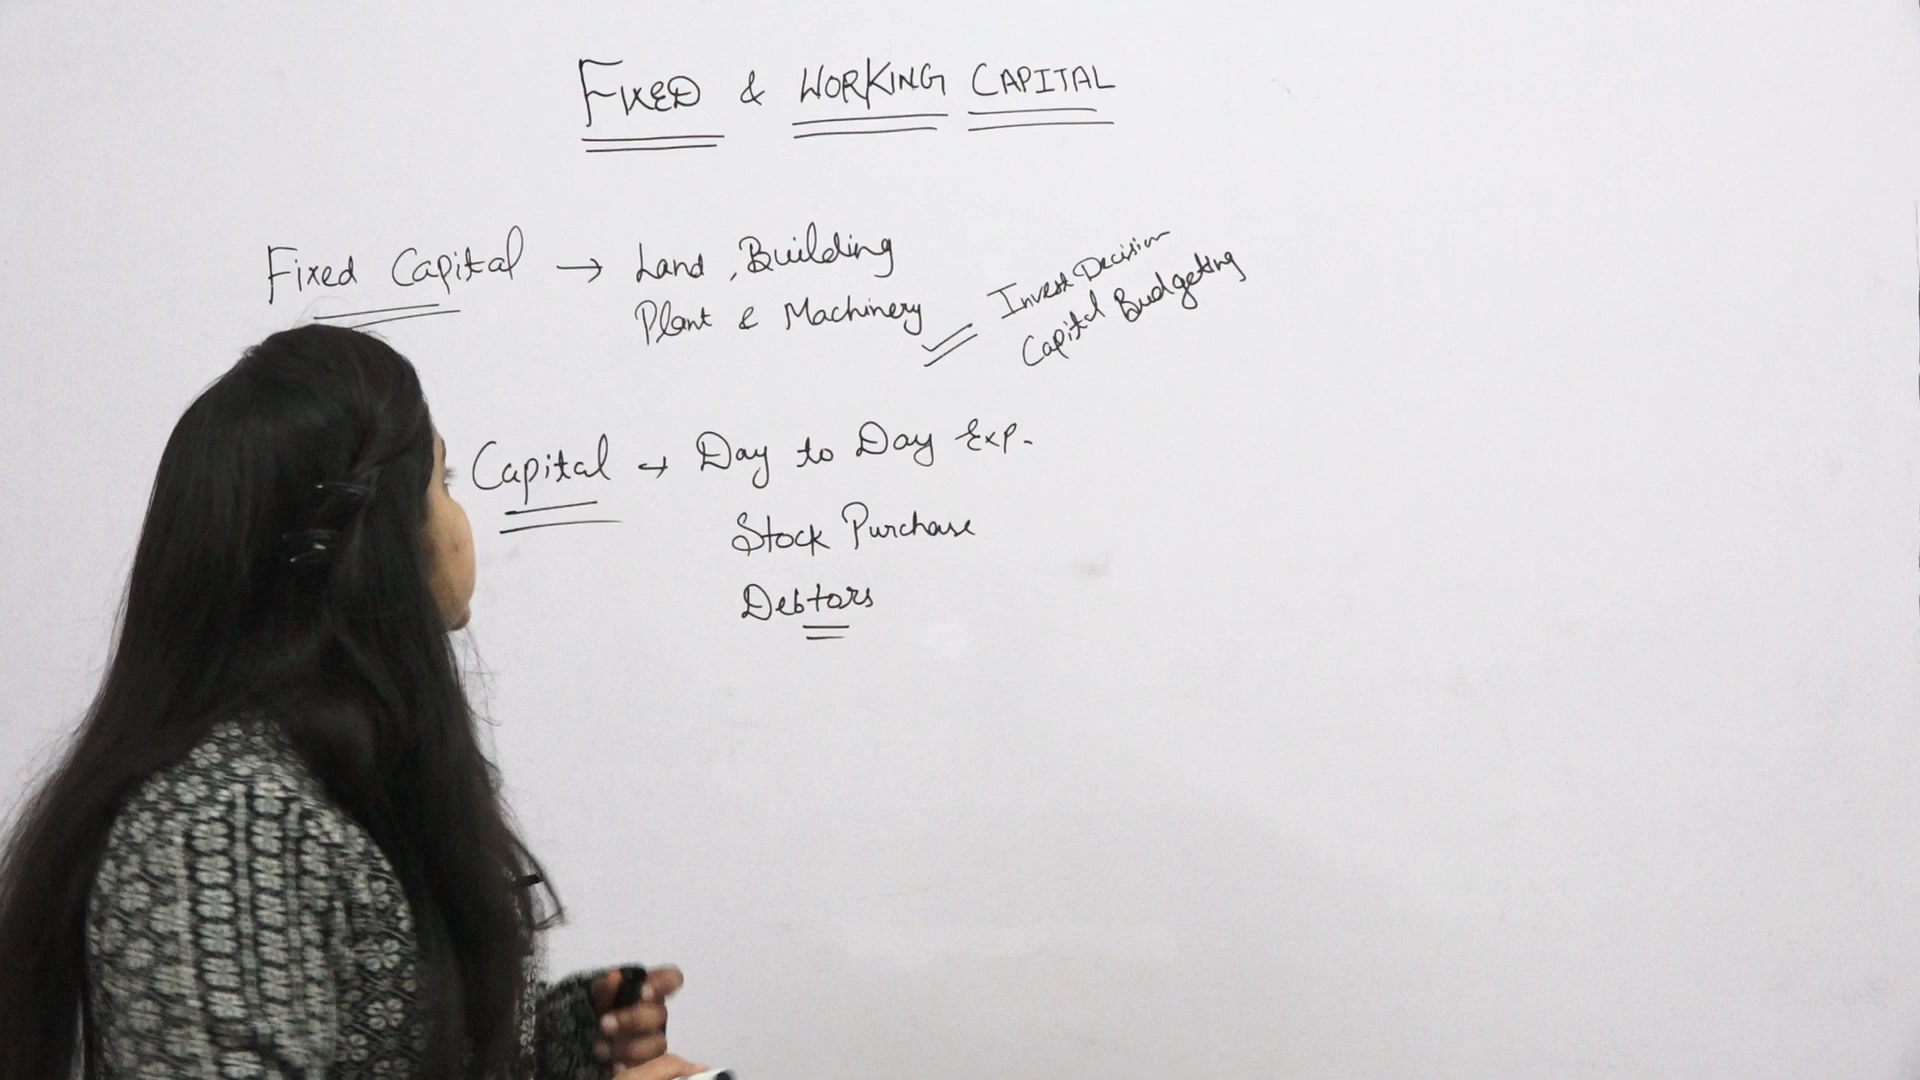 FIXED & WORKING CAPITAL
Fixed Capital → Land, Building
Plant & Machinery
Invest Decision
Capital Budgeting
Capital → Day to Day Exp.
Stock Purchase
Debtors